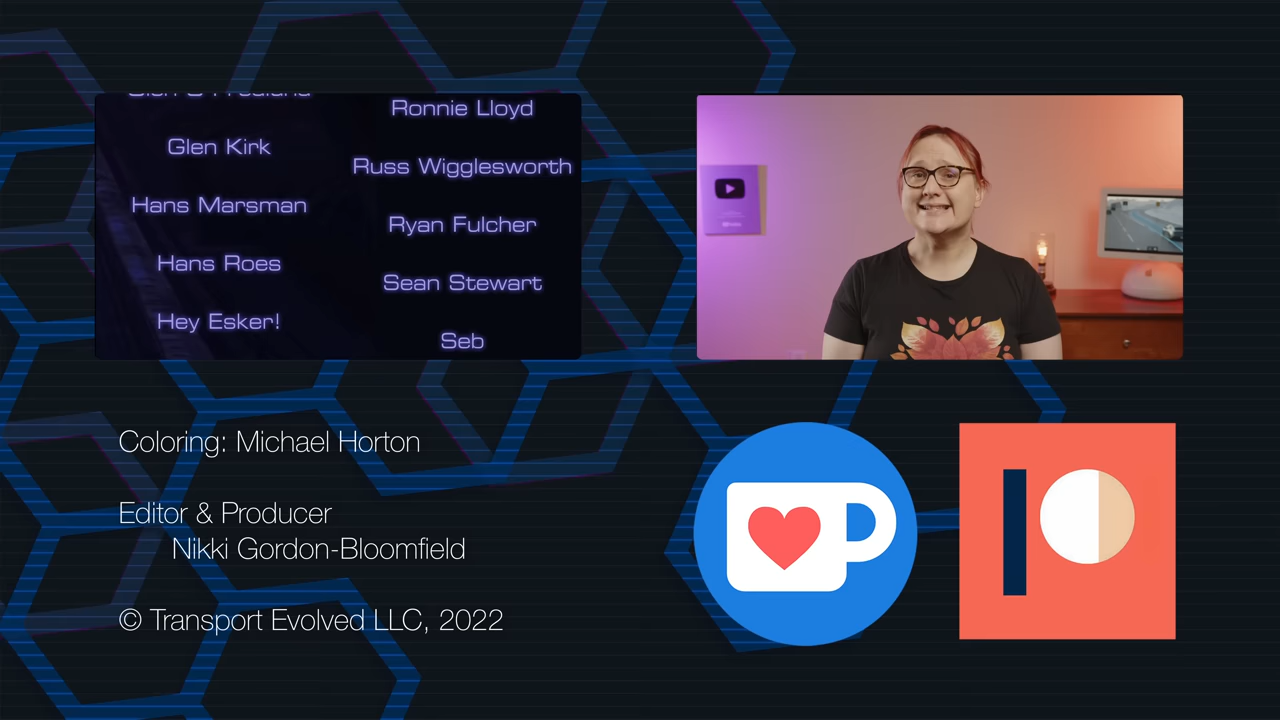 Glen Kirk
Hans Marsman
Hans Roes
Hey Esker!
Ronnie Lloyd
Russ Wigglesworth
Ryan Fulcher
Sean Stewart
Seb
Coloring: Michael Horton
Editor & Producer
Nikki Gordon-Bloomfield
© Transport Evolved LLC, 2022